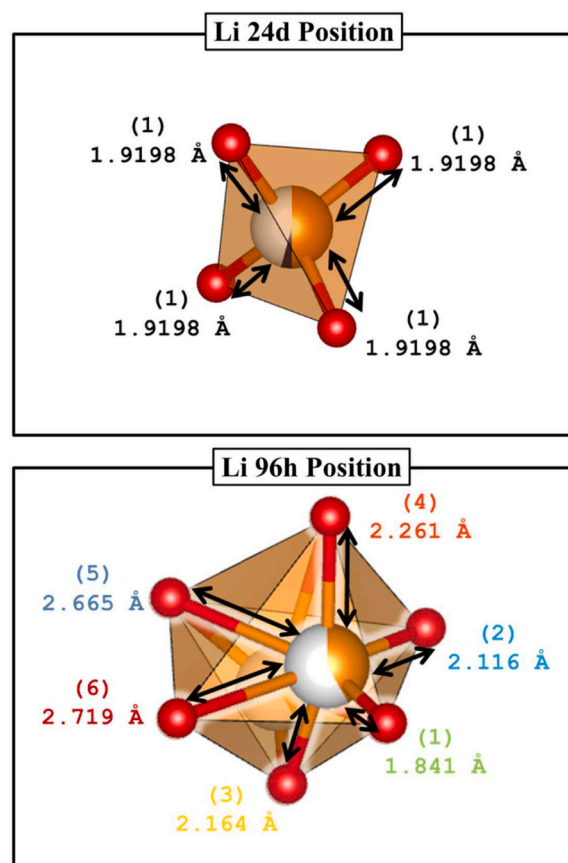 Li 24d Position
(1)
1.9198 Å
(1)
1.9198 Å
(1)
1.9198 Å
(1)
1.9198 Å
Li 96h Position
(4)
2.261 Å
(5)
2.665 Å
(2)
2.116 Å
(6)
2.719 Å
(1)
1.841 Å
(3)
2.164 Å